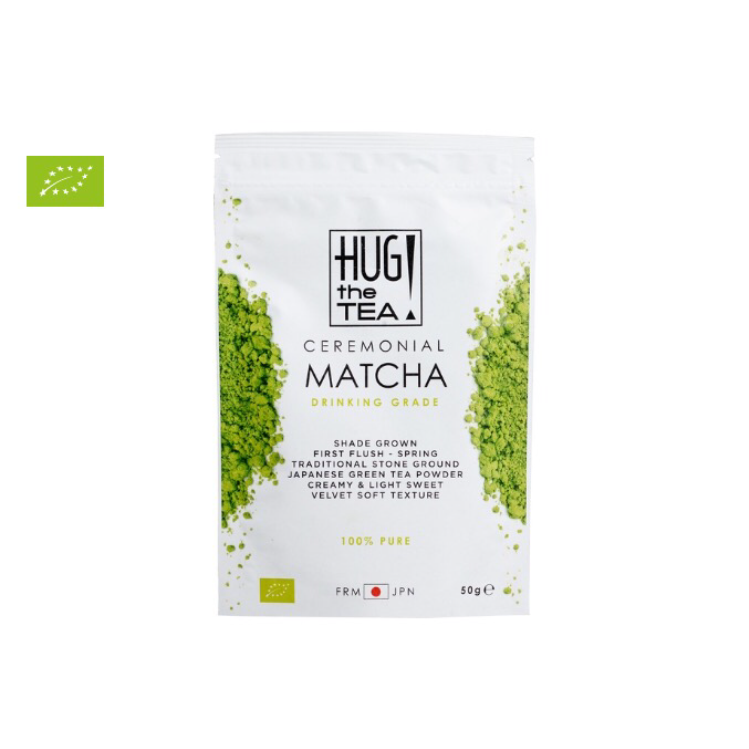 HUG!
the
TEA
CEREMONIAL
MATCHA
DRINKING GRADE
SHADE GROWN
FIRST FLUSH - SPRING
TRADITIONAL STONE GROUND
JAPANESE GREEN TEA POWDER
CREAMY & LIGHT SWEET
VELVET SOFT TEXTURE
100% PURE
FRM JPN
50g℮